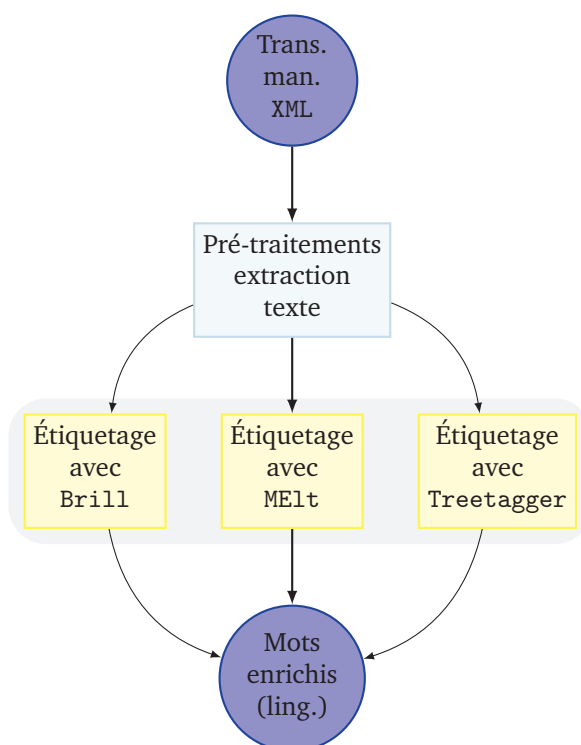 Trans.
man.
XML
Pré-traitements
extraction
texte
Étiquetage
avec
Brill
Étiquetage
avec
MElt
Étiquetage
avec
Treetagger
Mots
enrichis
(ling.)